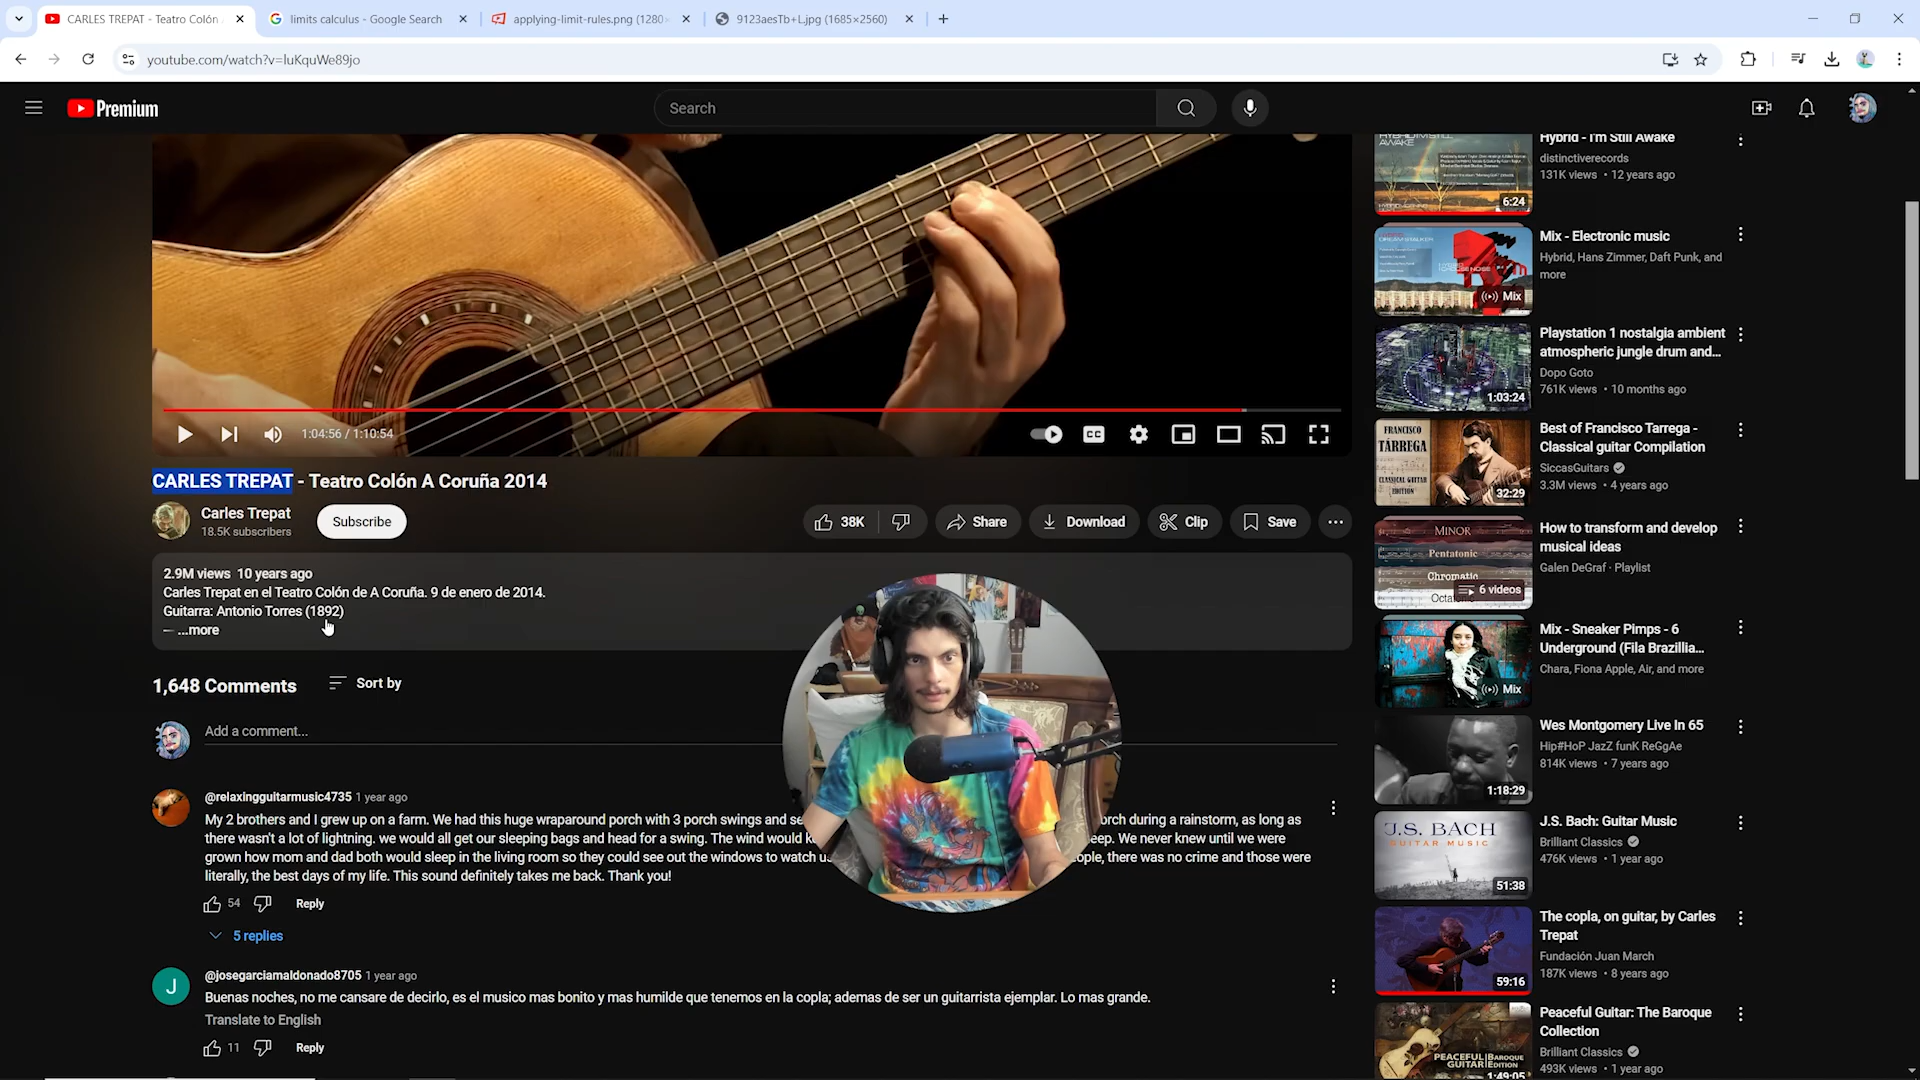 CARLES TREPAT - Teatro Colón
limits calculus - Google Search
applying-limit-rules.png (1280×
9123aesTb+L.jpg (1685×2560)
youtube.com/watch?v=luKquWe89jo
Premium
Search
1:04:56 / 1:10:54
CC
CARLES TREPAT - Teatro Colón A Coruña 2014
Carles Trepat
18.5K subscribers
Subscribe
38K
Share
Download
Clip
Save
2.9M views 10 years ago
Carles Trepat en el Teatro Colón de A Coruña. 9 de enero de 2014.
Guitarra: Antonio Torres (1892)
— ...more
1,648 Comments
Sort by
Add a comment...
@relaxingguitarmusic4735 1 year ago
My 2 brothers and I grew up on a farm. We had this huge wraparound porch with 3 porch swings and se orch during a rainstorm, as long as
there wasn't a lot of lightning. we would all get our sleeping bags and head for a swing. The wind would k eep. We never knew until we were
grown how mom and dad both would sleep in the living room so they could see out the windows to watch us ople, there was no crime and those were
literally, the best days of my life. This sound definitely takes me back. Thank you!
54
Reply
5 replies
J
@josegarciamaldonado8705 1 year ago
Buenas noches, no me cansare de decirlo, es el musico mas bonito y mas humilde que tenemos en la copla; ademas de ser un guitarrista ejemplar. Lo mas grande.
Translate to English
11
Reply
AWAKE
6:24
Hybrid - I'm Still Awake
distinctiverecords
131K views • 12 years ago
Mix
Mix - Electronic music
Hybrid, Hans Zimmer, Daft Punk, and
more
1:03:24
Playstation 1 nostalgia ambient
atmospheric jungle drum and...
Dopo Goto
761K views • 10 months ago
FRANCISCO
TÁRREGA
CLASSICAL GUITAR
EDITION
32:29
Best of Francisco Tarrega -
Classical guitar Compilation
SiccasGuitars
3.3M views • 4 years ago
MINOR
Pentatonic
Chromatic
Octa
6 videos
How to transform and develop
musical ideas
Galen DeGraf · Playlist
Mix
Mix - Sneaker Pimps - 6
Underground (Fila Brazillia...
Chara, Fiona Apple, Air, and more
1:18:29
Wes Montgomery Live In 65
Hip#HoP JazZ funK ReGgAe
814K views • 7 years ago
J.S. BACH
GUITAR MUSIC
51:38
J.S. Bach: Guitar Music
Brilliant Classics
476K views • 1 year ago
59:16
The copla, on guitar, by Carles
Trepat
Fundación Juan March
187K views • 8 years ago
PEACEFUL GUITAR
BAROQUE
EDITION
1:49:05
Peaceful Guitar: The Baroque
Collection
Brilliant Classics
493K views • 1 year ago